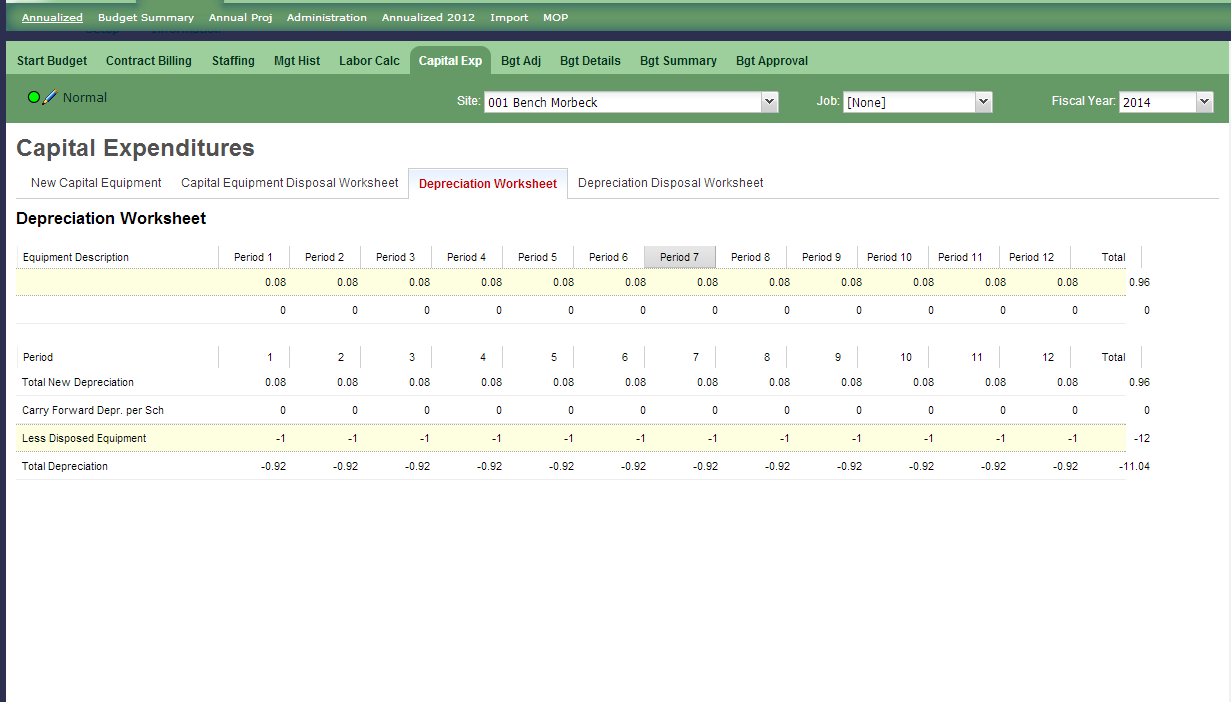 Annualized Budget Summary Annual Proj Administration Annualized 2012 Import MOP
Start Budget Contract Billing Staffing Mgt Hist Labor Calc Capital Exp Bgt Adj Bgt Details Bgt Summary Bgt Approval
Normal Site: 001 Bench Morbeck Job: [None] Fiscal Year: 2014
Capital Expenditures
New Capital Equipment Capital Equipment Disposal Worksheet Depreciation Worksheet Depreciation Disposal Worksheet
Depreciation Worksheet
Equipment Description Period 1 Period 2 Period 3 Period 4 Period 5 Period 6 Period 7 Period 8 Period 9 Period 10 Period 11 Period 12 Total
0.08 0.08 0.08 0.08 0.08 0.08 0.08 0.08 0.08 0.08 0.08 0.08 0.96
0 0 0 0 0 0 0 0 0 0 0 0 0
Period 1 2 3 4 5 6 7 8 9 10 11 12 Total
Total New Depreciation 0.08 0.08 0.08 0.08 0.08 0.08 0.08 0.08 0.08 0.08 0.08 0.08 0.96
Carry Forward Depr. per Sch 0 0 0 0 0 0 0 0 0 0 0 0 0
Less Disposed Equipment -1 -1 -1 -1 -1 -1 -1 -1 -1 -1 -1 -1 -12
Total Depreciation -0.92 -0.92 -0.92 -0.92 -0.92 -0.92 -0.92 -0.92 -0.92 -0.92 -0.92 -0.92 -11.04